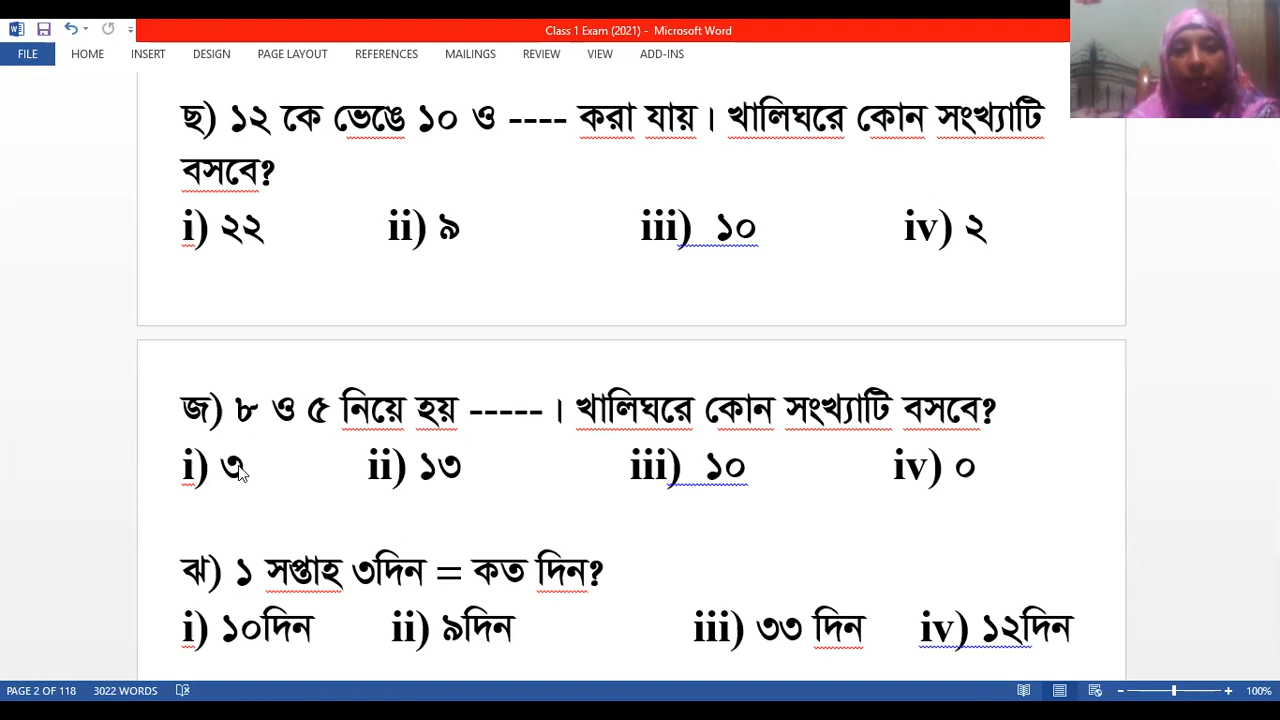 Class 1 Exam (2021) - Microsoft Word
FILE HOME INSERT DESIGN PAGE LAYOUT REFERENCES MAILINGS REVIEW VIEW ADD-INS
ছ) ১২ কে ভেঙে ১০ ও ---- করা যায়। খালিঘরে কোন সংখ্যাটি
বসবে?
i) ২২ ii) ৯ iii) ১০ iv) ২
জ) ৮ ও ৫ নিয়ে হয় -----। খালিঘরে কোন সংখ্যাটি বসবে?
i) ৩ ii) ১৩ iii) ১০ iv) ০
ঝ) ১ সপ্তাহ ৩দিন = কত দিন?
i) ১০দিন ii) ৯দিন iii) ৩৩ দিন iv) ১২দিন
PAGE 2 OF 118 3022 WORDS 100%